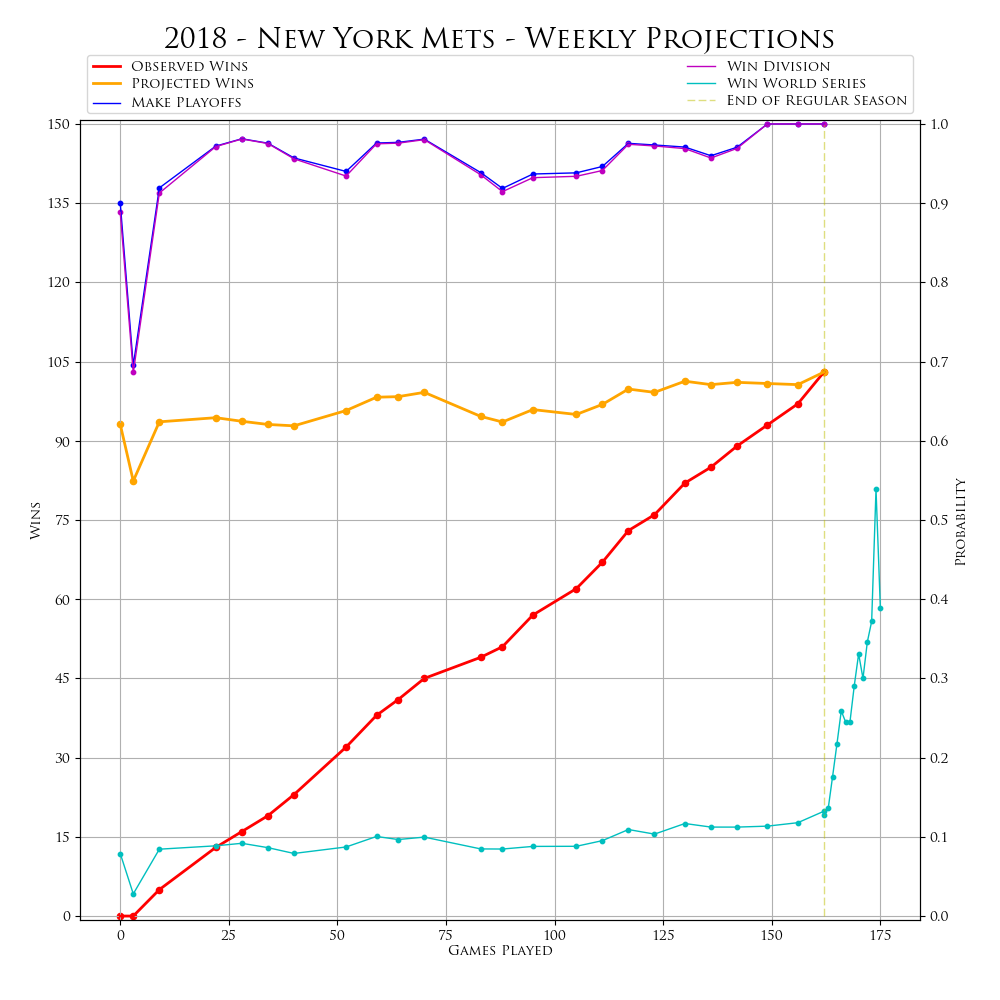 2018 - New York Mets - Weekly Projections
Observed Wins
Projected Wins
Make Playoffs
Win Division
Win World Series
End of Regular Season
150
135
120
105
90
75
60
45
30
15
0
Wins
1.0
0.9
0.8
0.7
0.6
0.5
0.4
0.3
0.2
0.1
0.0
Probability
0 25 50 75 100 125 150 175
Games Played